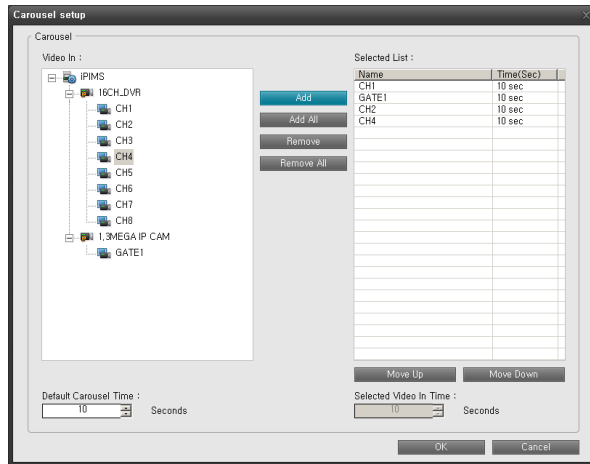 Carousel setup
Carousel
Video In :
Selected List :
iPIMS
16CH_DVR
CH1
CH2
CH3
CH4
CH5
CH6
CH7
CH8
1,3MEGA IP CAM
GATE1
Add
Add All
Remove
Remove All
Name Time(Sec)
CH1 10 sec
GATE1 10 sec
CH2 10 sec
CH4 10 sec
Move Up Move Down
Default Carousel Time :
10 Seconds
Selected Video In Time :
10 Seconds
OK Cancel